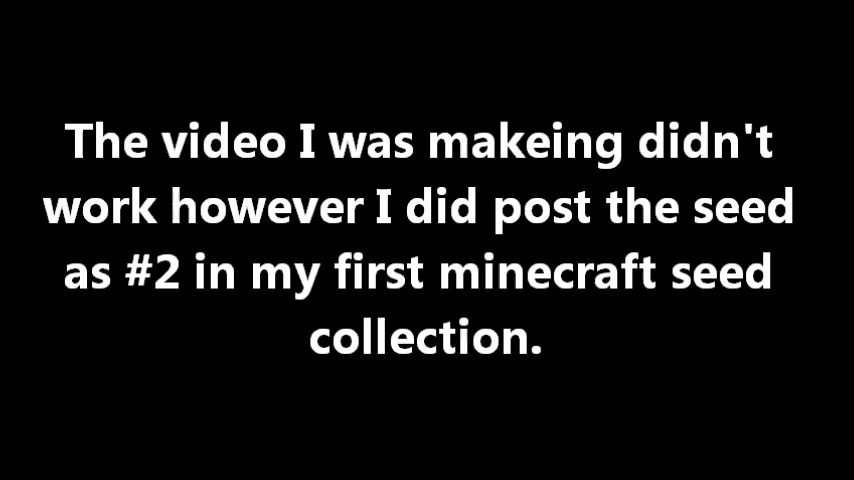 The video I was makeing didn't
work however I did post the seed
as #2 in my first minecraft seed
collection.